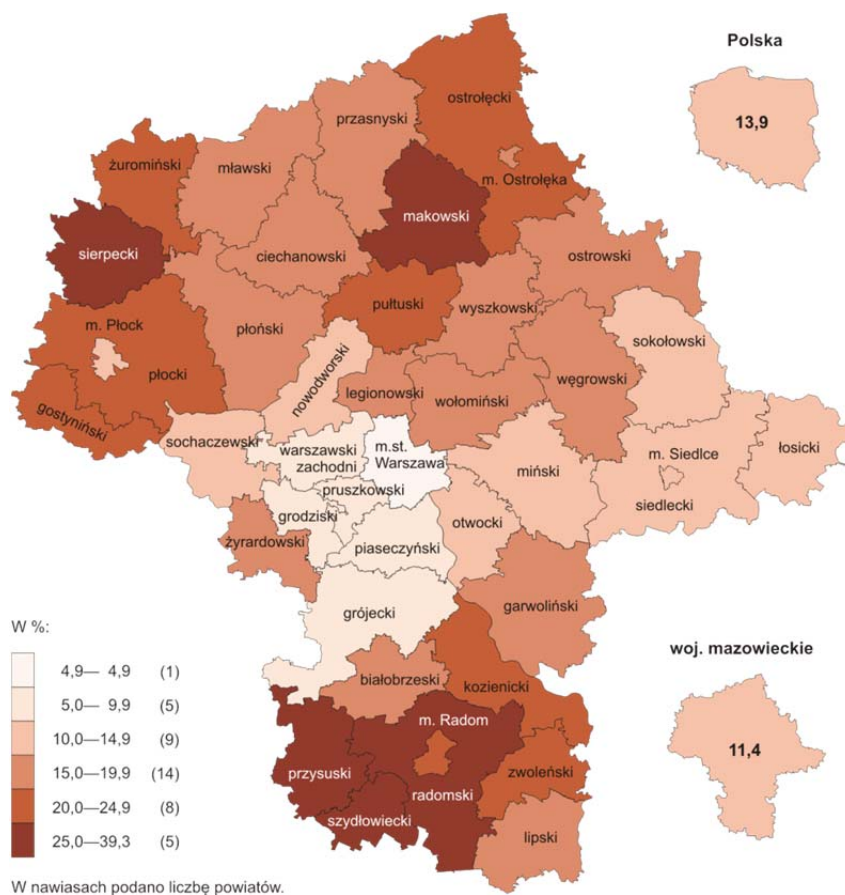 Polska
13,9
ostrołęcki
przasnyski
żuromiński
mławski
m. Ostrołęka
makowski
sierpecki
ciechanowski
ostrowski
pułtuski
wyszkowski
m. Płock
płoński
sokołowski
płocki
nowodworski
legionowski
wołomiński
węgrowski
gostyniński
sochaczewski
warszawski
zachodni
m.st.
Warszawa
miński
m. Siedlce
łosicki
pruszkowski
siedlecki
grodziski
otwocki
żyrardowski
piaseczyński
garwoliński
grójecki
W %:
4,9— 4,9 (1)
5,0— 9,9 (5)
10,0—14,9 (9)
15,0—19,9 (14)
20,0—24,9 (8)
25,0—39,3 (5)
woj. mazowieckie
11,4
białobrzeski
kozienicki
m. Radom
przysuski
zwoleński
radomski
szydłowiecki
lipski
W nawiasach podano liczbę powiatów.